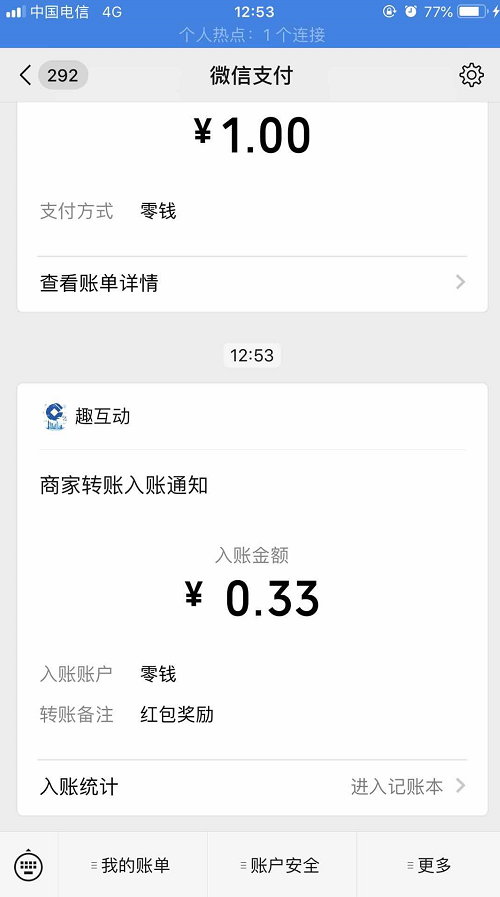 中国电信 4G 12:53 77%
个人热点：1 个连接
292 微信支付
¥1.00
支付方式 零钱
查看账单详情
12:53
趣互动
商家转账入账通知
入账金额
¥ 0.33
入账账户 零钱
转账备注 红包奖励
入账统计 进入记账本
我的账单 账户安全 更多